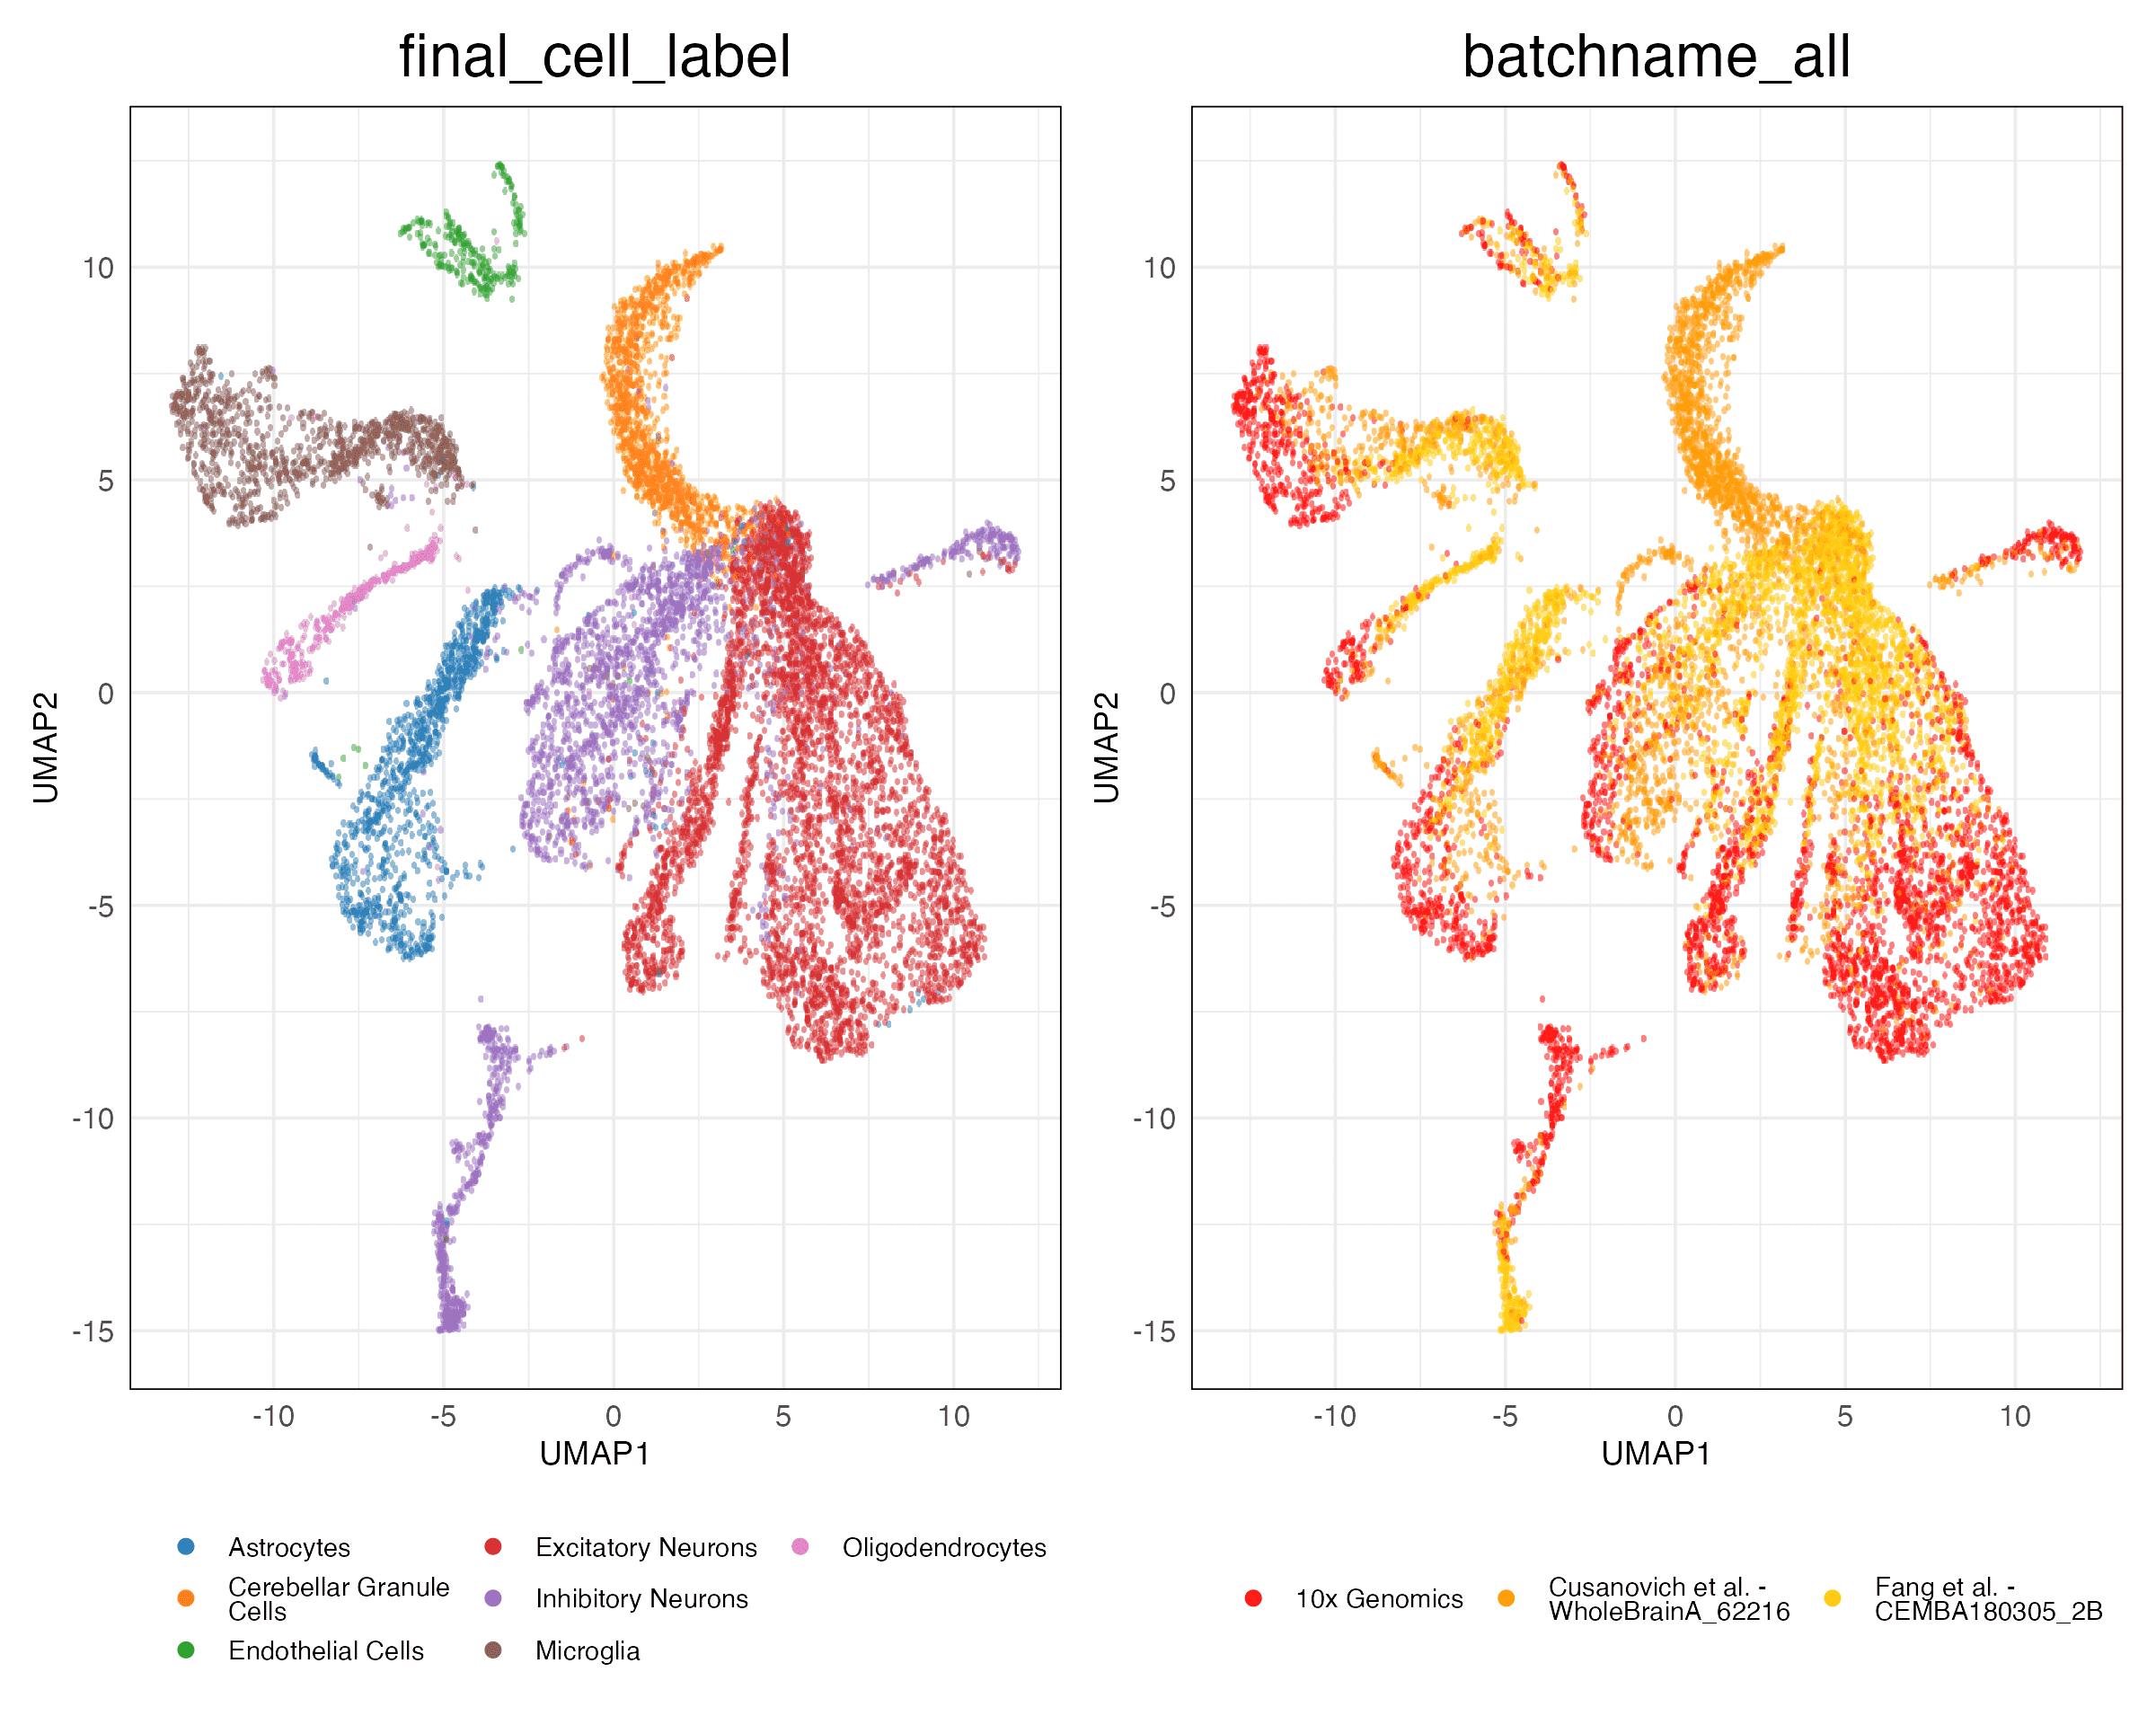 final_cell_label
batchname_all
UMAP2
10
5
0
-5
-10
-15
-10
-5
0
5
10
UMAP1
UMAP2
10
5
0
-5
-10
-15
-10
-5
0
5
10
UMAP1
Astrocytes
Cerebellar Granule
Cells
Endothelial Cells
Excitatory Neurons
Inhibitory Neurons
Microglia
Oligodendrocytes
10x Genomics
Cusanovich et al. -
WholeBrainA_62216
Fang et al. -
CEMBA180305_2B